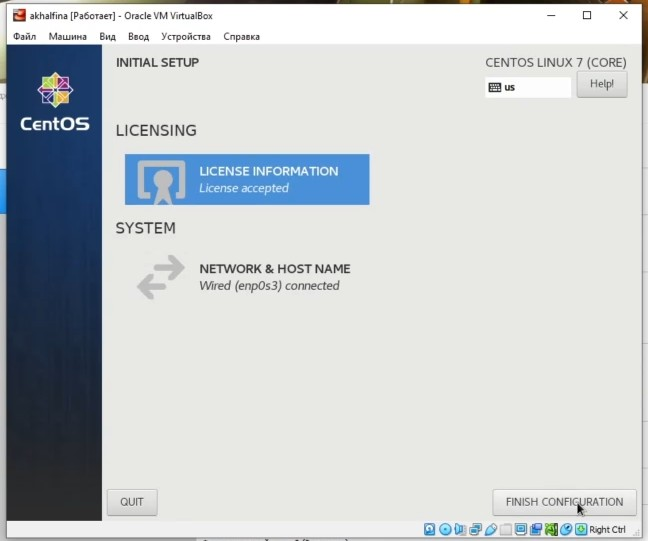 akhalfina [Работает] - Oracle VM VirtualBox
Файл Машина Вид Ввод Устройства Справка
INITIAL SETUP
CENTOS LINUX 7 (CORE)
us
Help!
CentOS
LICENSING
LICENSE INFORMATION
License accepted
SYSTEM
NETWORK & HOST NAME
Wired (enp0s3) connected
QUIT
FINISH CONFIGURATION
Right Ctrl